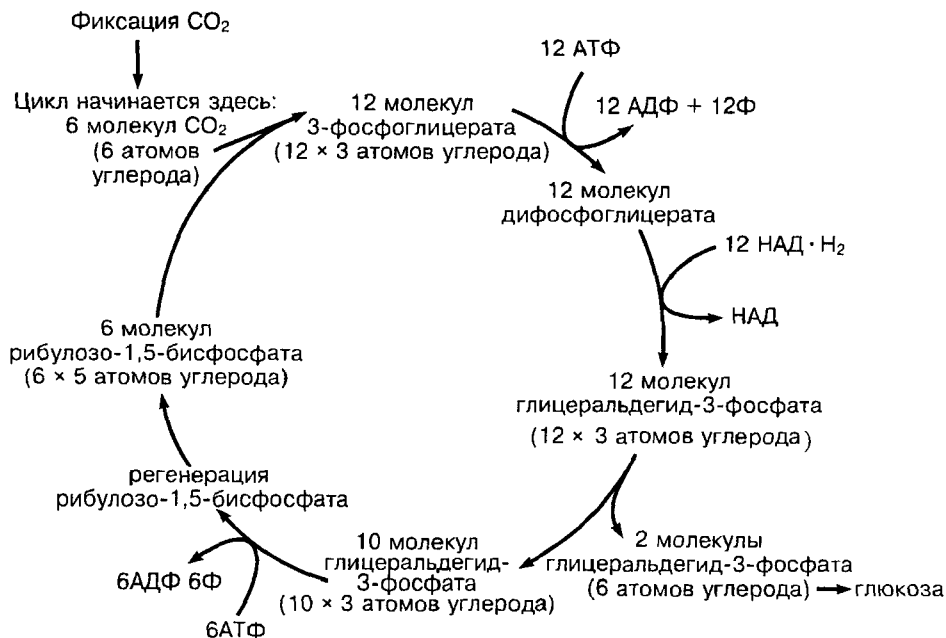 Фиксация CO₂
Цикл начинается здесь:
6 молекул CO₂
(6 атомов
углерода)
12 молекул
3-фосфоглицерата
(12 × 3 атомов углерода)
12 АТФ
12 АДФ + 12Ф
12 молекул
дифосфоглицерата
12 НАД · H₂
НАД
12 молекул
глицеральдегид-3-фосфата
(12 × 3 атомов углерода)
2 молекулы
глицеральдегид-3-фосфата
(6 атомов углерода) → глюкоза
10 молекул
глицеральдегид-
3-фосфата
(10 × 3 атомов углерода)
6АТФ
6АДФ 6Ф
регенерация
рибулозо-1,5-бисфосфата
6 молекул
рибулозо-1,5-бисфосфата
(6 × 5 атомов углерода)